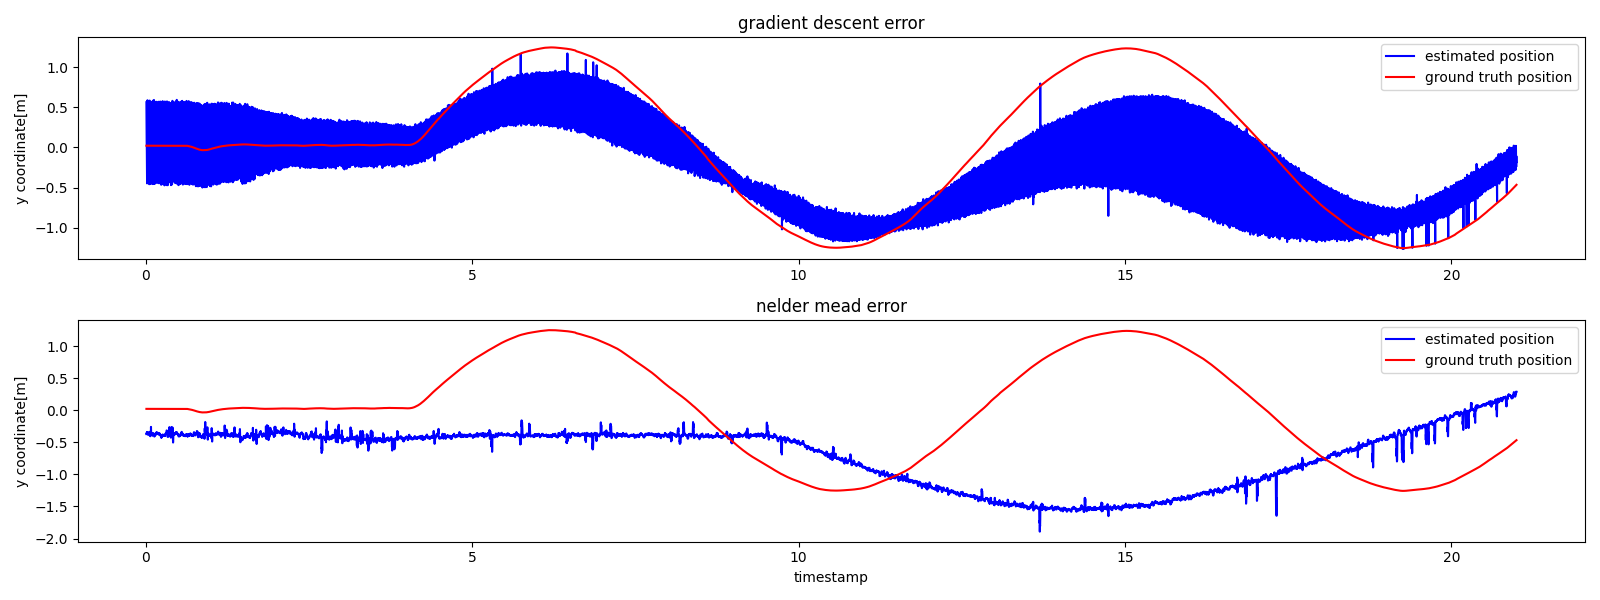 gradient descent error
y coordinate[m]
1.0
0.5
0.0
−0.5
−1.0
estimated position
ground truth position
0 5 10 15 20
nelder mead error
y coordinate[m]
1.0
0.5
0.0
−0.5
−1.0
−1.5
−2.0
estimated position
ground truth position
0 5 10 15 20
timestamp